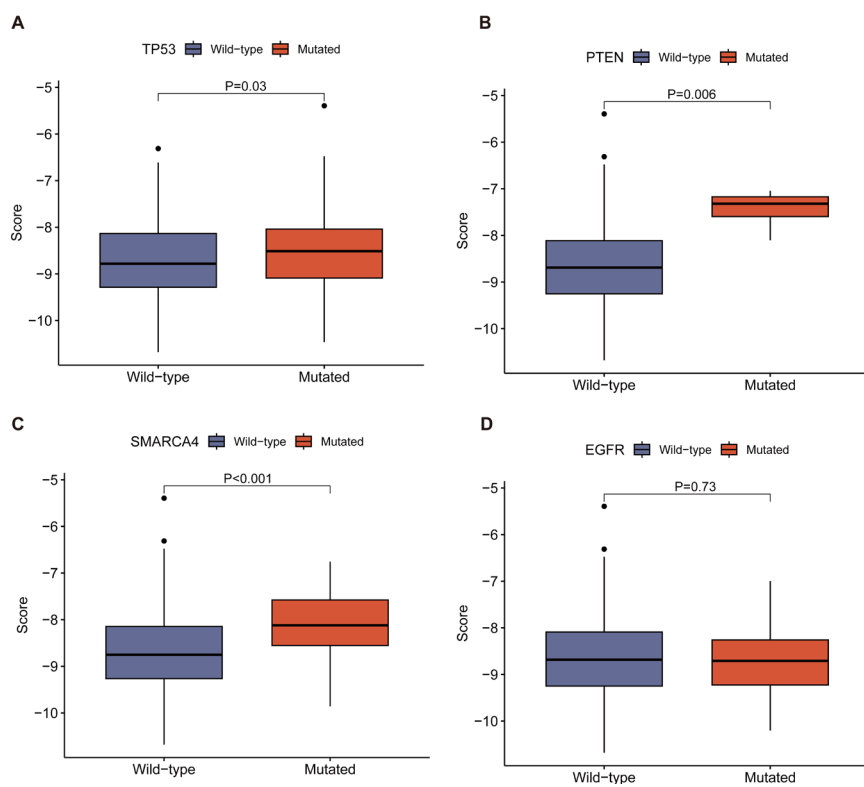 A
TP53 Wild−type Mutated
P=0.03
Score
−5
−6
−7
−8
−9
−10
Wild−type Mutated
B
PTEN Wild−type Mutated
P=0.006
Score
−5
−6
−7
−8
−9
−10
Wild−type Mutated
C
SMARCA4 Wild−type Mutated
P<0.001
Score
−5
−6
−7
−8
−9
−10
Wild−type Mutated
D
EGFR Wild−type Mutated
P=0.73
Score
−5
−6
−7
−8
−9
−10
Wild−type Mutated